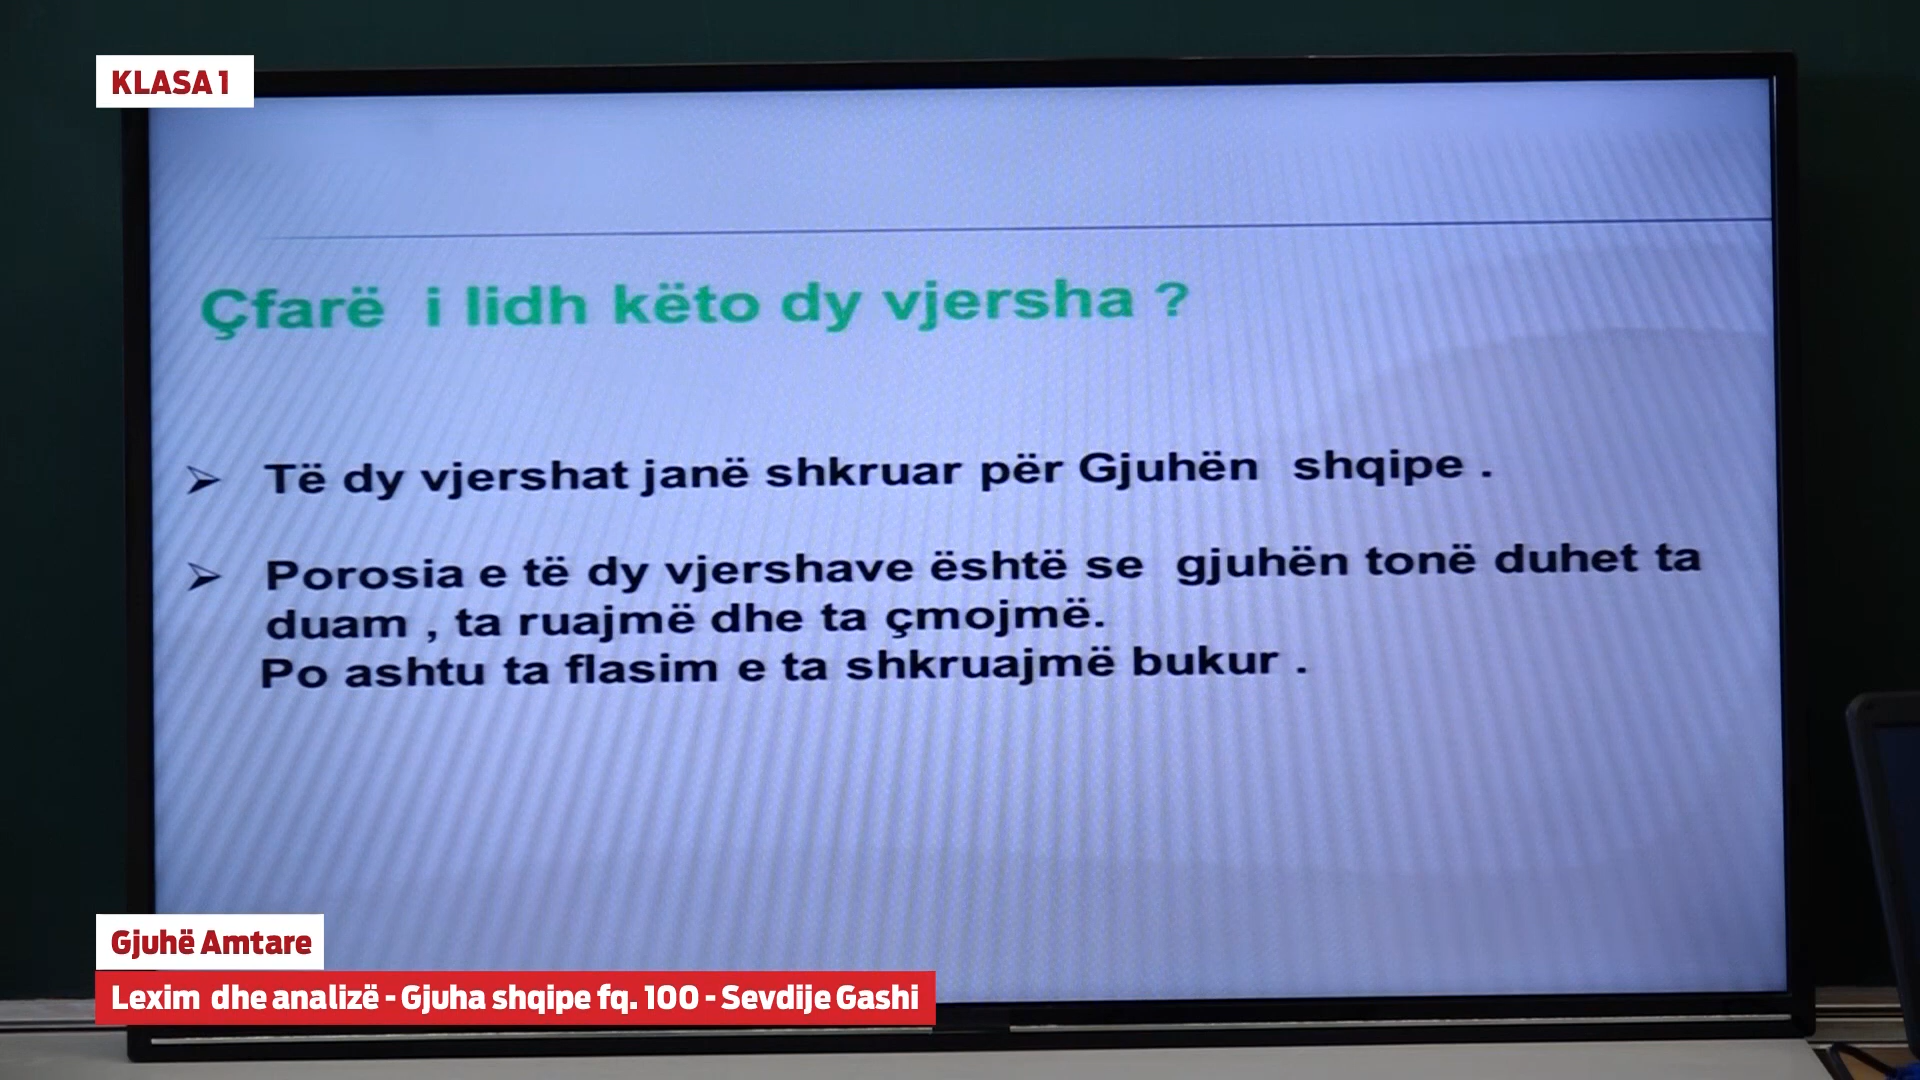 KLASA 1
Çfarë i lidh këto dy vjersha ?
Të dy vjershat janë shkruar për Gjuhën shqipe .
Porosia e të dy vjershave është se gjuhën tonë duhet ta
duam , ta ruajmë dhe ta çmojmë.
Po ashtu ta flasim e ta shkruajmë bukur .
Gjuhë Amtare
Lexim dhe analizë - Gjuha shqipe fq. 100 - Sevdije Gashi